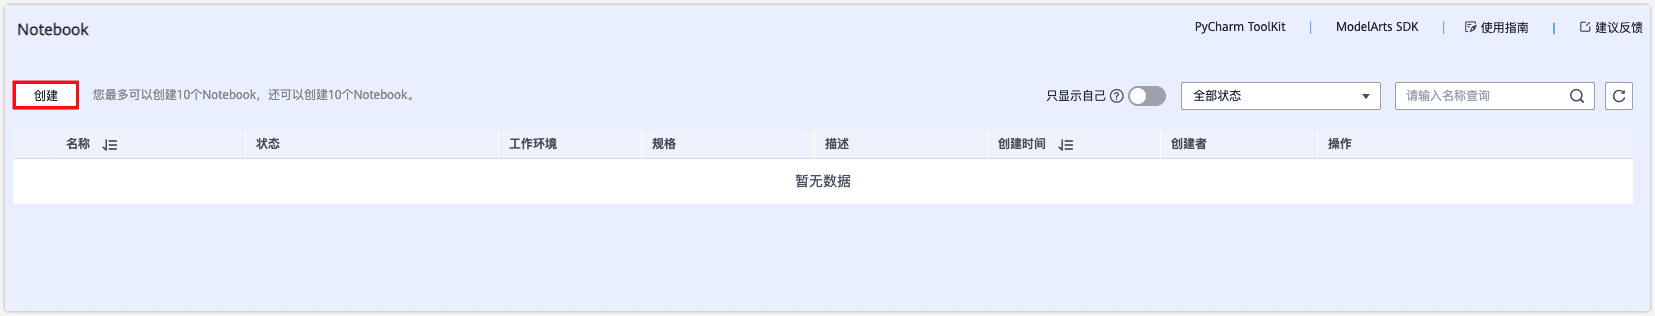 Notebook PyCharm ToolKit | ModelArts SDK | 使用指南 | 建议反馈
创建 您最多可以创建10个Notebook，还可以创建10个Notebook。 只显示自己 ? 全部状态 请输入名称查询
名称 状态 工作环境 规格 描述 创建时间 创建者 操作
暂无数据